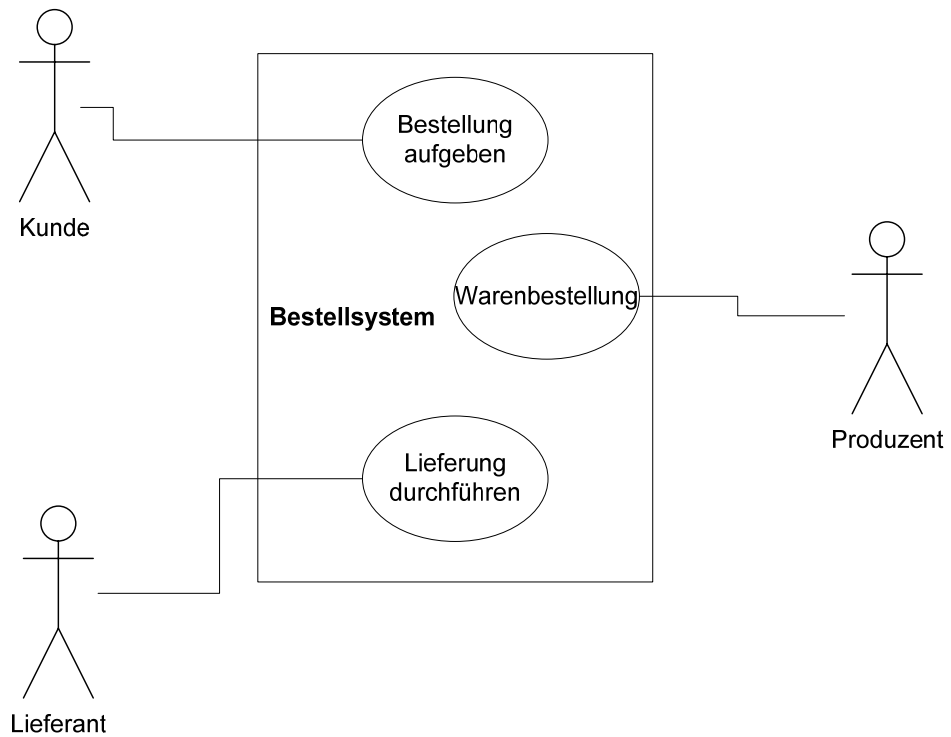 Bestellung
aufgeben
Kunde
Warenbestellung
Bestellsystem
Produzent
Lieferung
durchführen
Lieferant